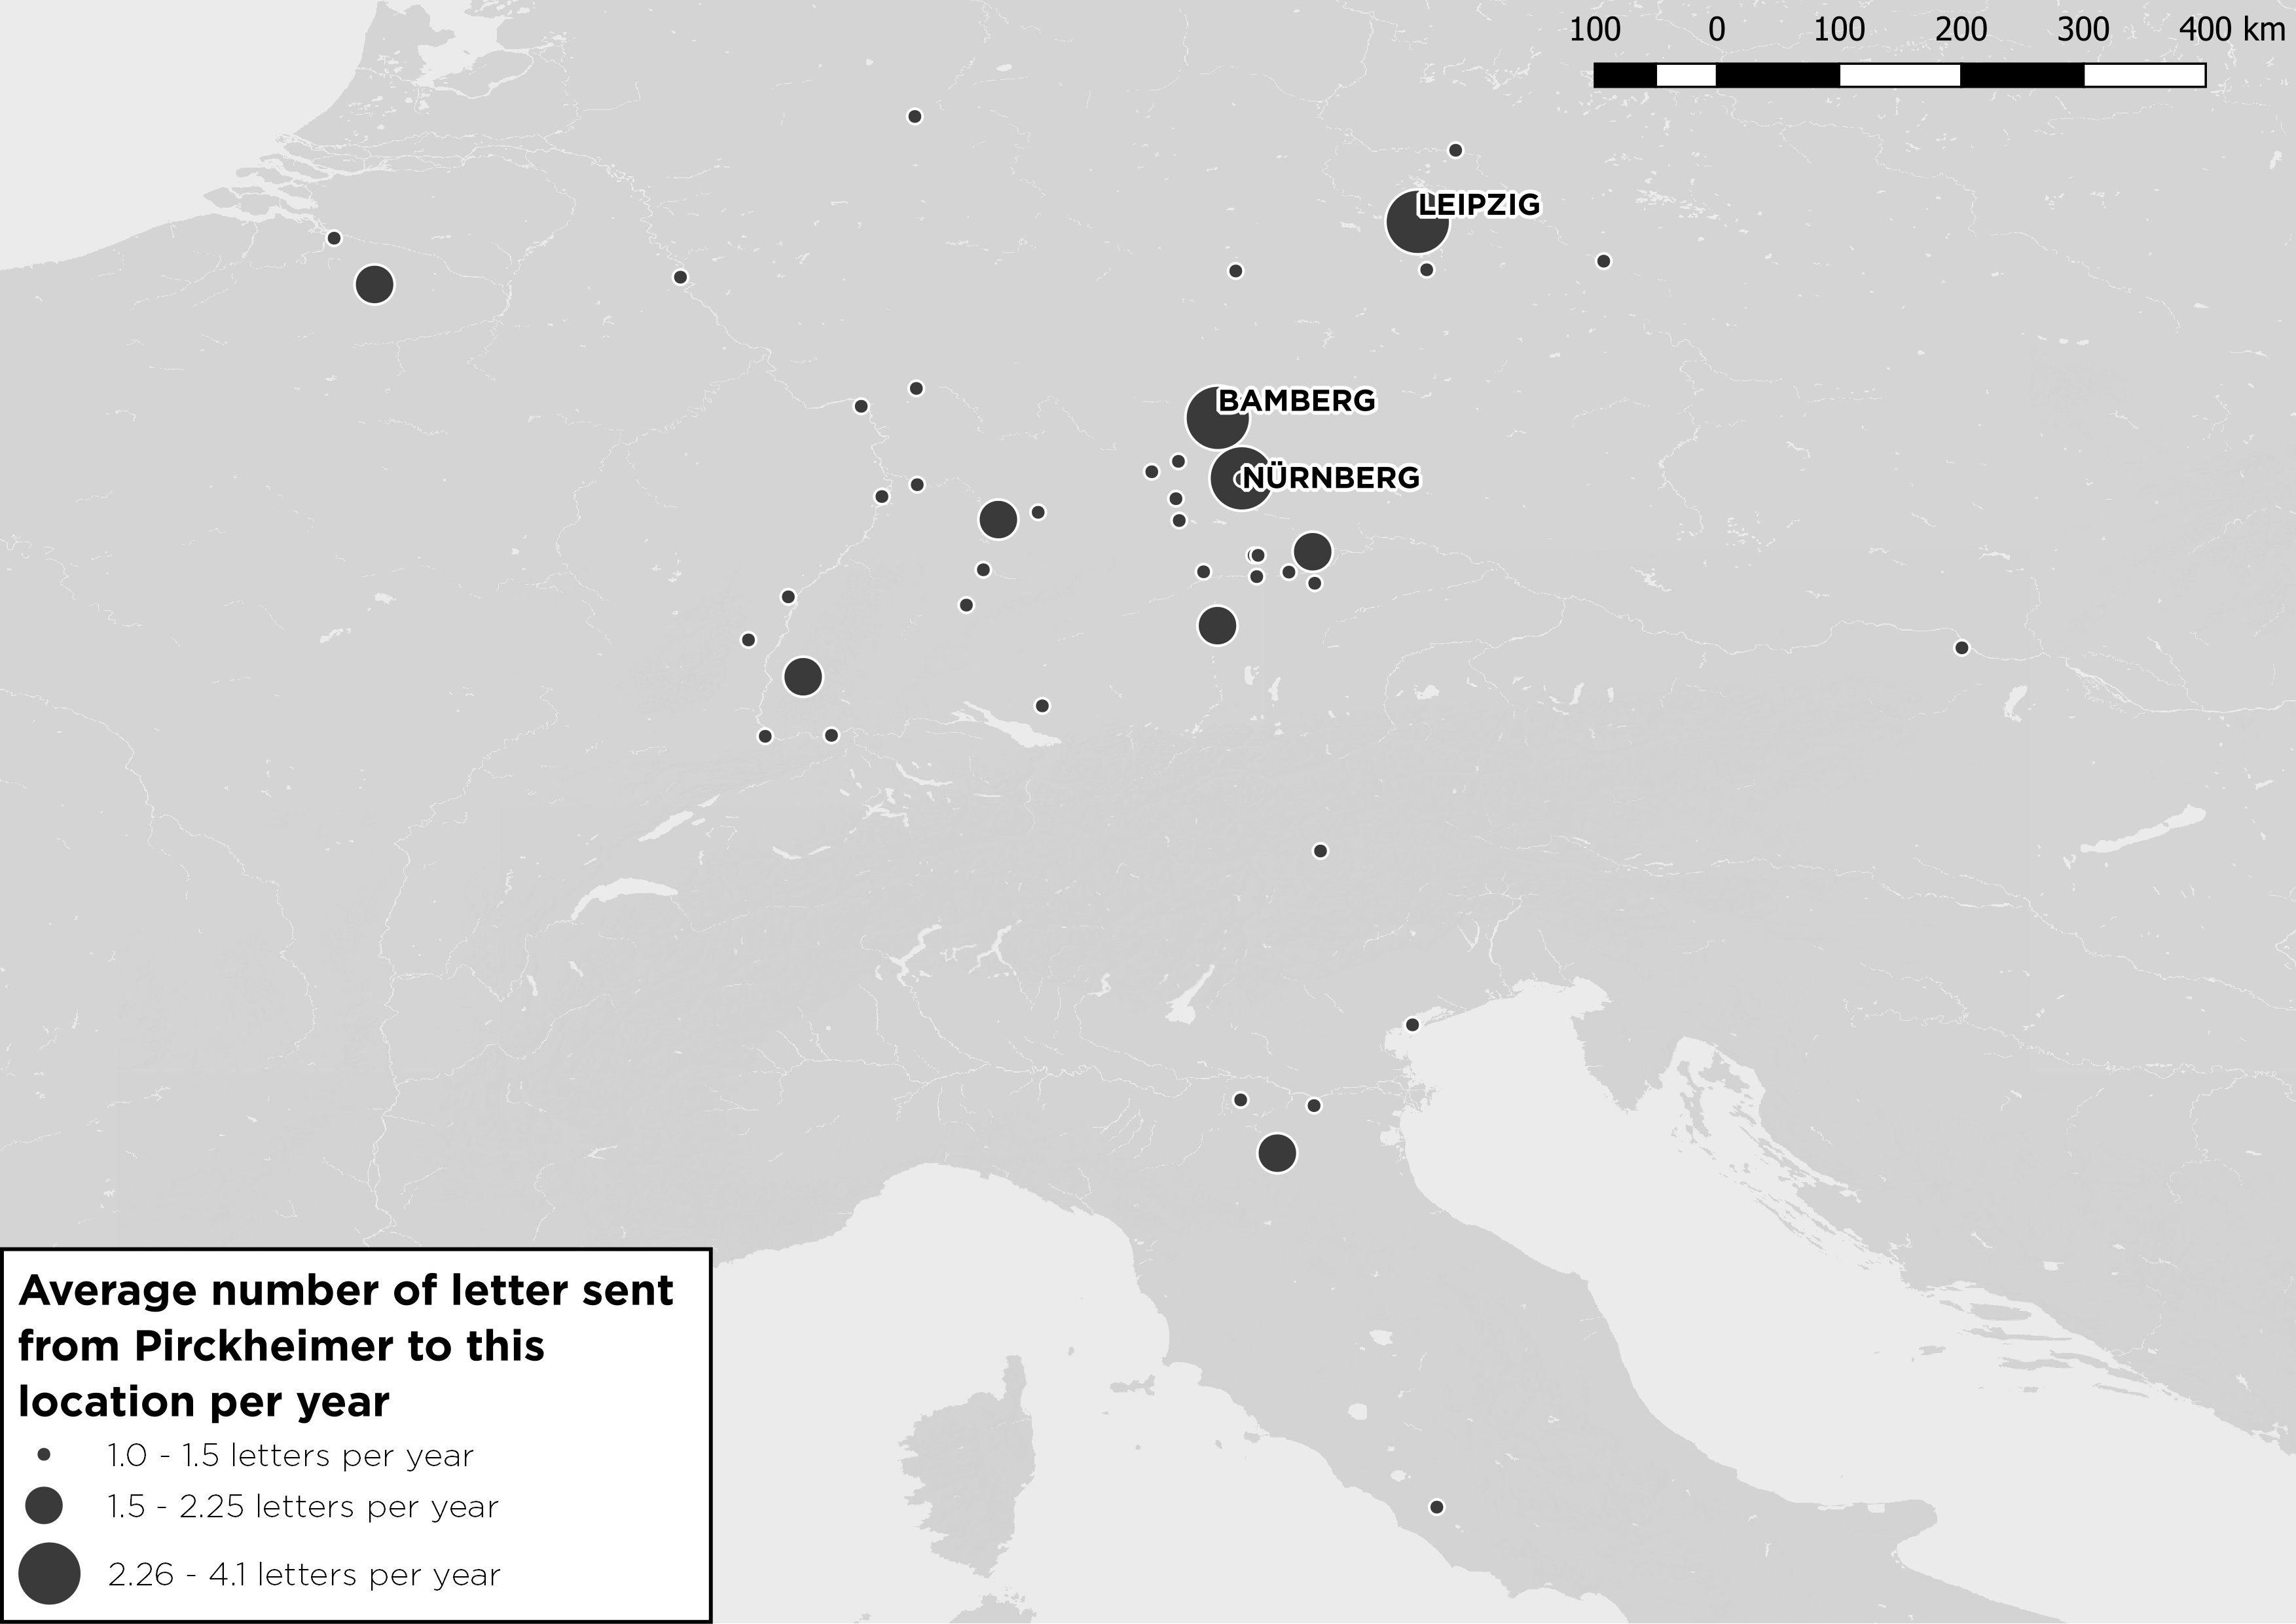 100 0 100 200 300 400 km
LEIPZIG
BAMBERG
NÜRNBERG
Average number of letter sent
from Pirckheimer to this
location per year
1.0 - 1.5 letters per year
1.5 - 2.25 letters per year
2.26 - 4.1 letters per year